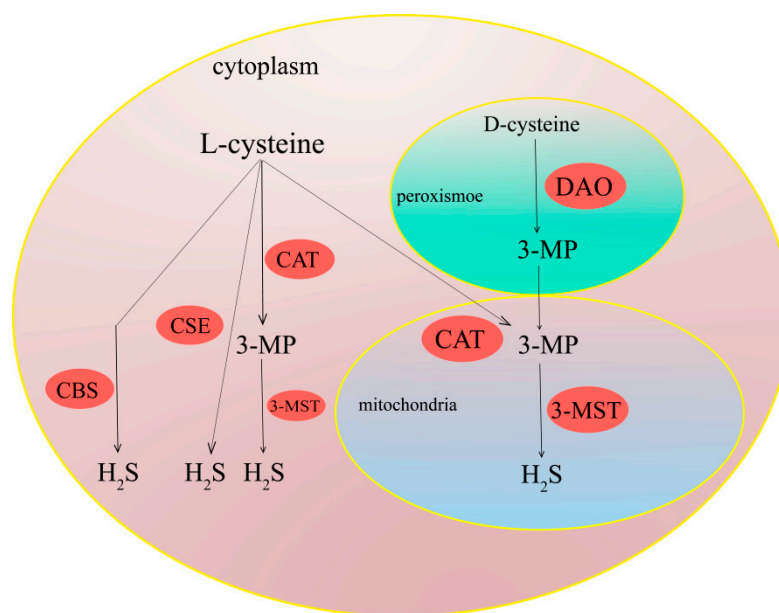 cytoplasm
L-cysteine
D-cysteine
DAO
peroxismoe
3-MP
CAT
CSE
3-MP
CAT
3-MP
CBS
3-MST
mitochondria
3-MST
H₂S
H₂S
H₂S
H₂S